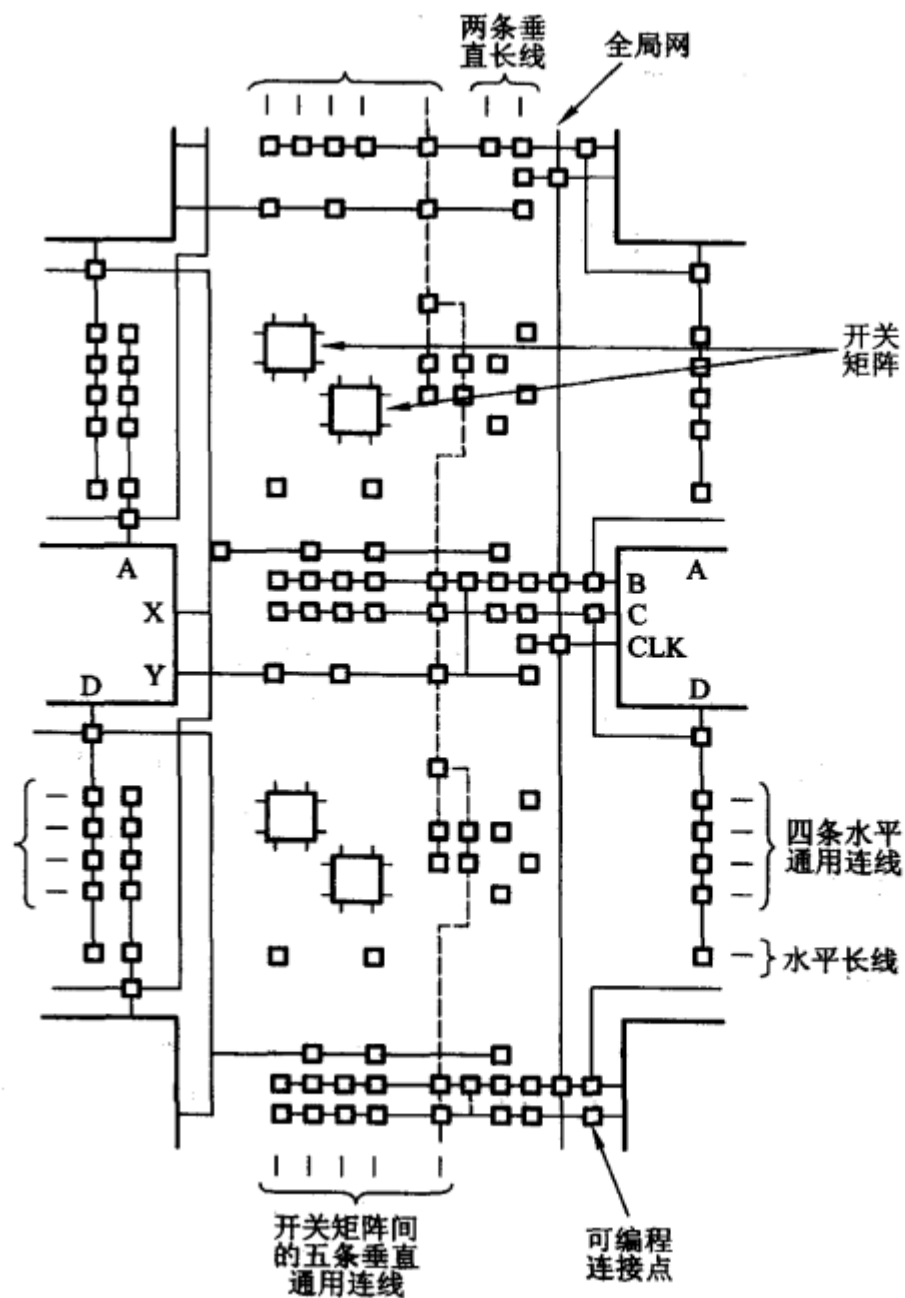 两条垂
直长线
全局网
开关
矩阵
A
X
Y
D
B
C
CLK
A
D
四条水平
通用连线
水平长线
开关矩阵间
的五条垂直
通用连线
可编程
连接点